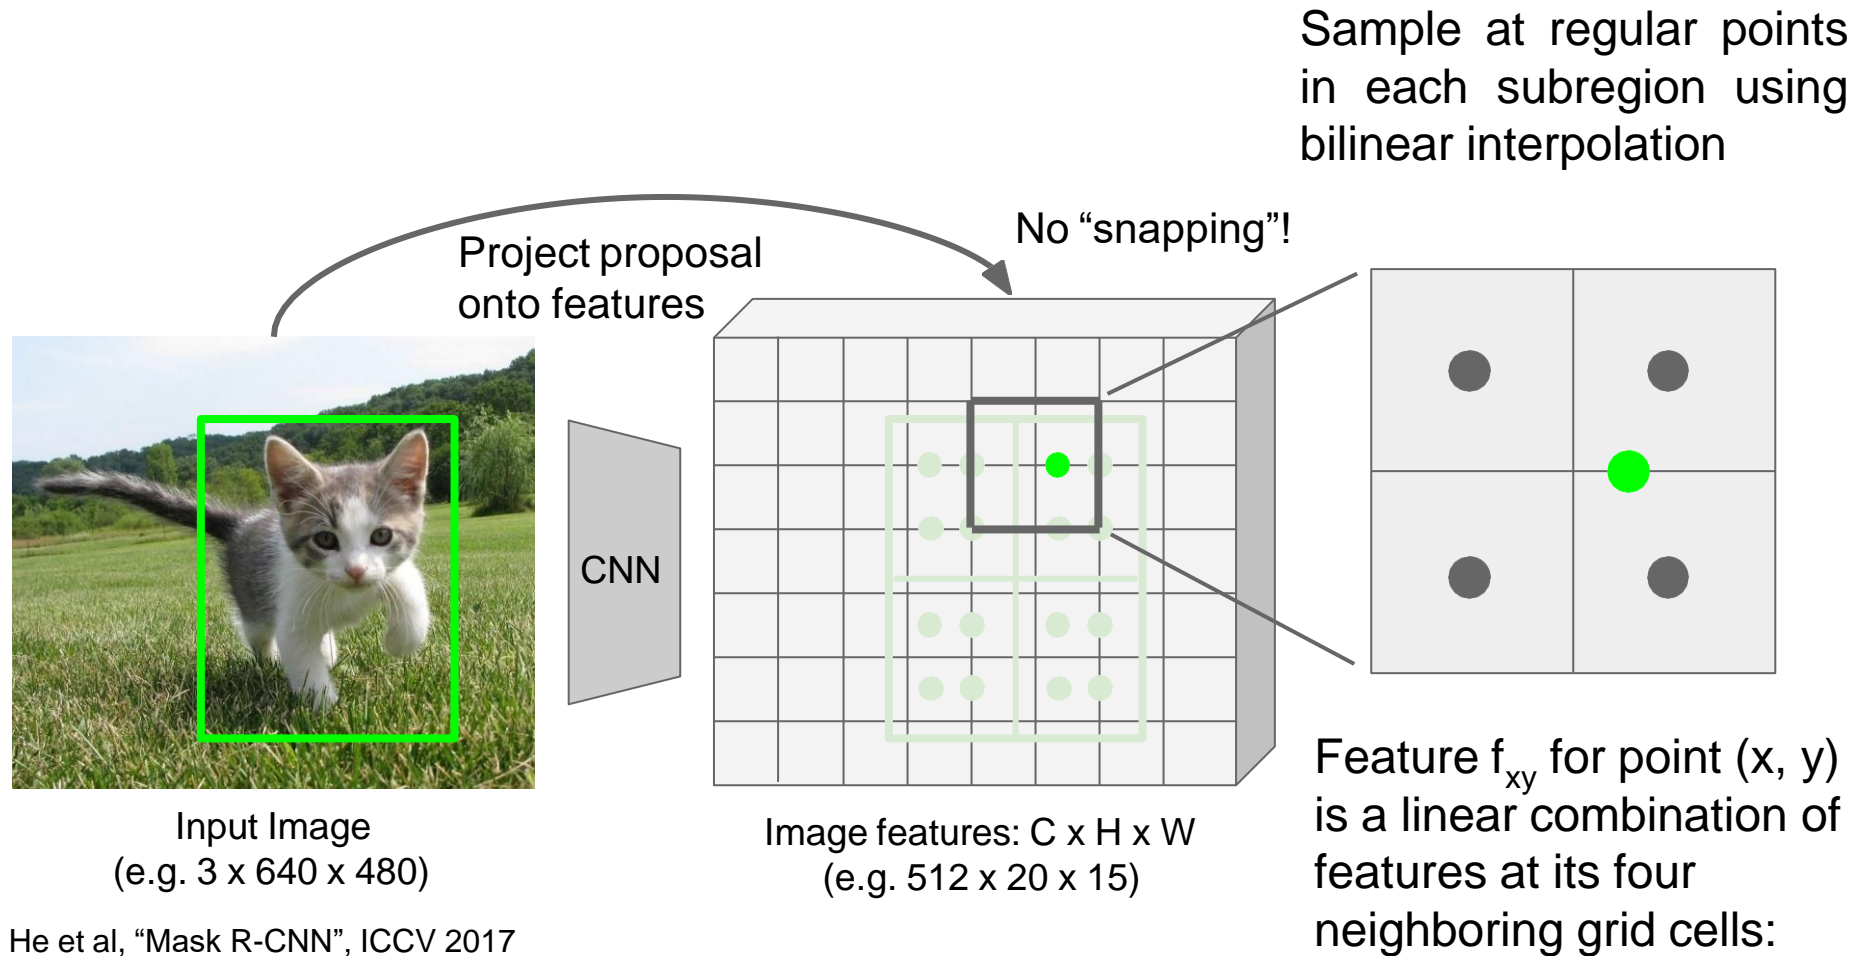 Sample at regular points
in each subregion using
bilinear interpolation
No “snapping”!
Project proposal
onto features
CNN
Input Image
(e.g. 3 x 640 x 480)
Image features: C x H x W
(e.g. 512 x 20 x 15)
Feature fxy for point (x, y)
is a linear combination of
features at its four
neighboring grid cells:
He et al, “Mask R-CNN”, ICCV 2017